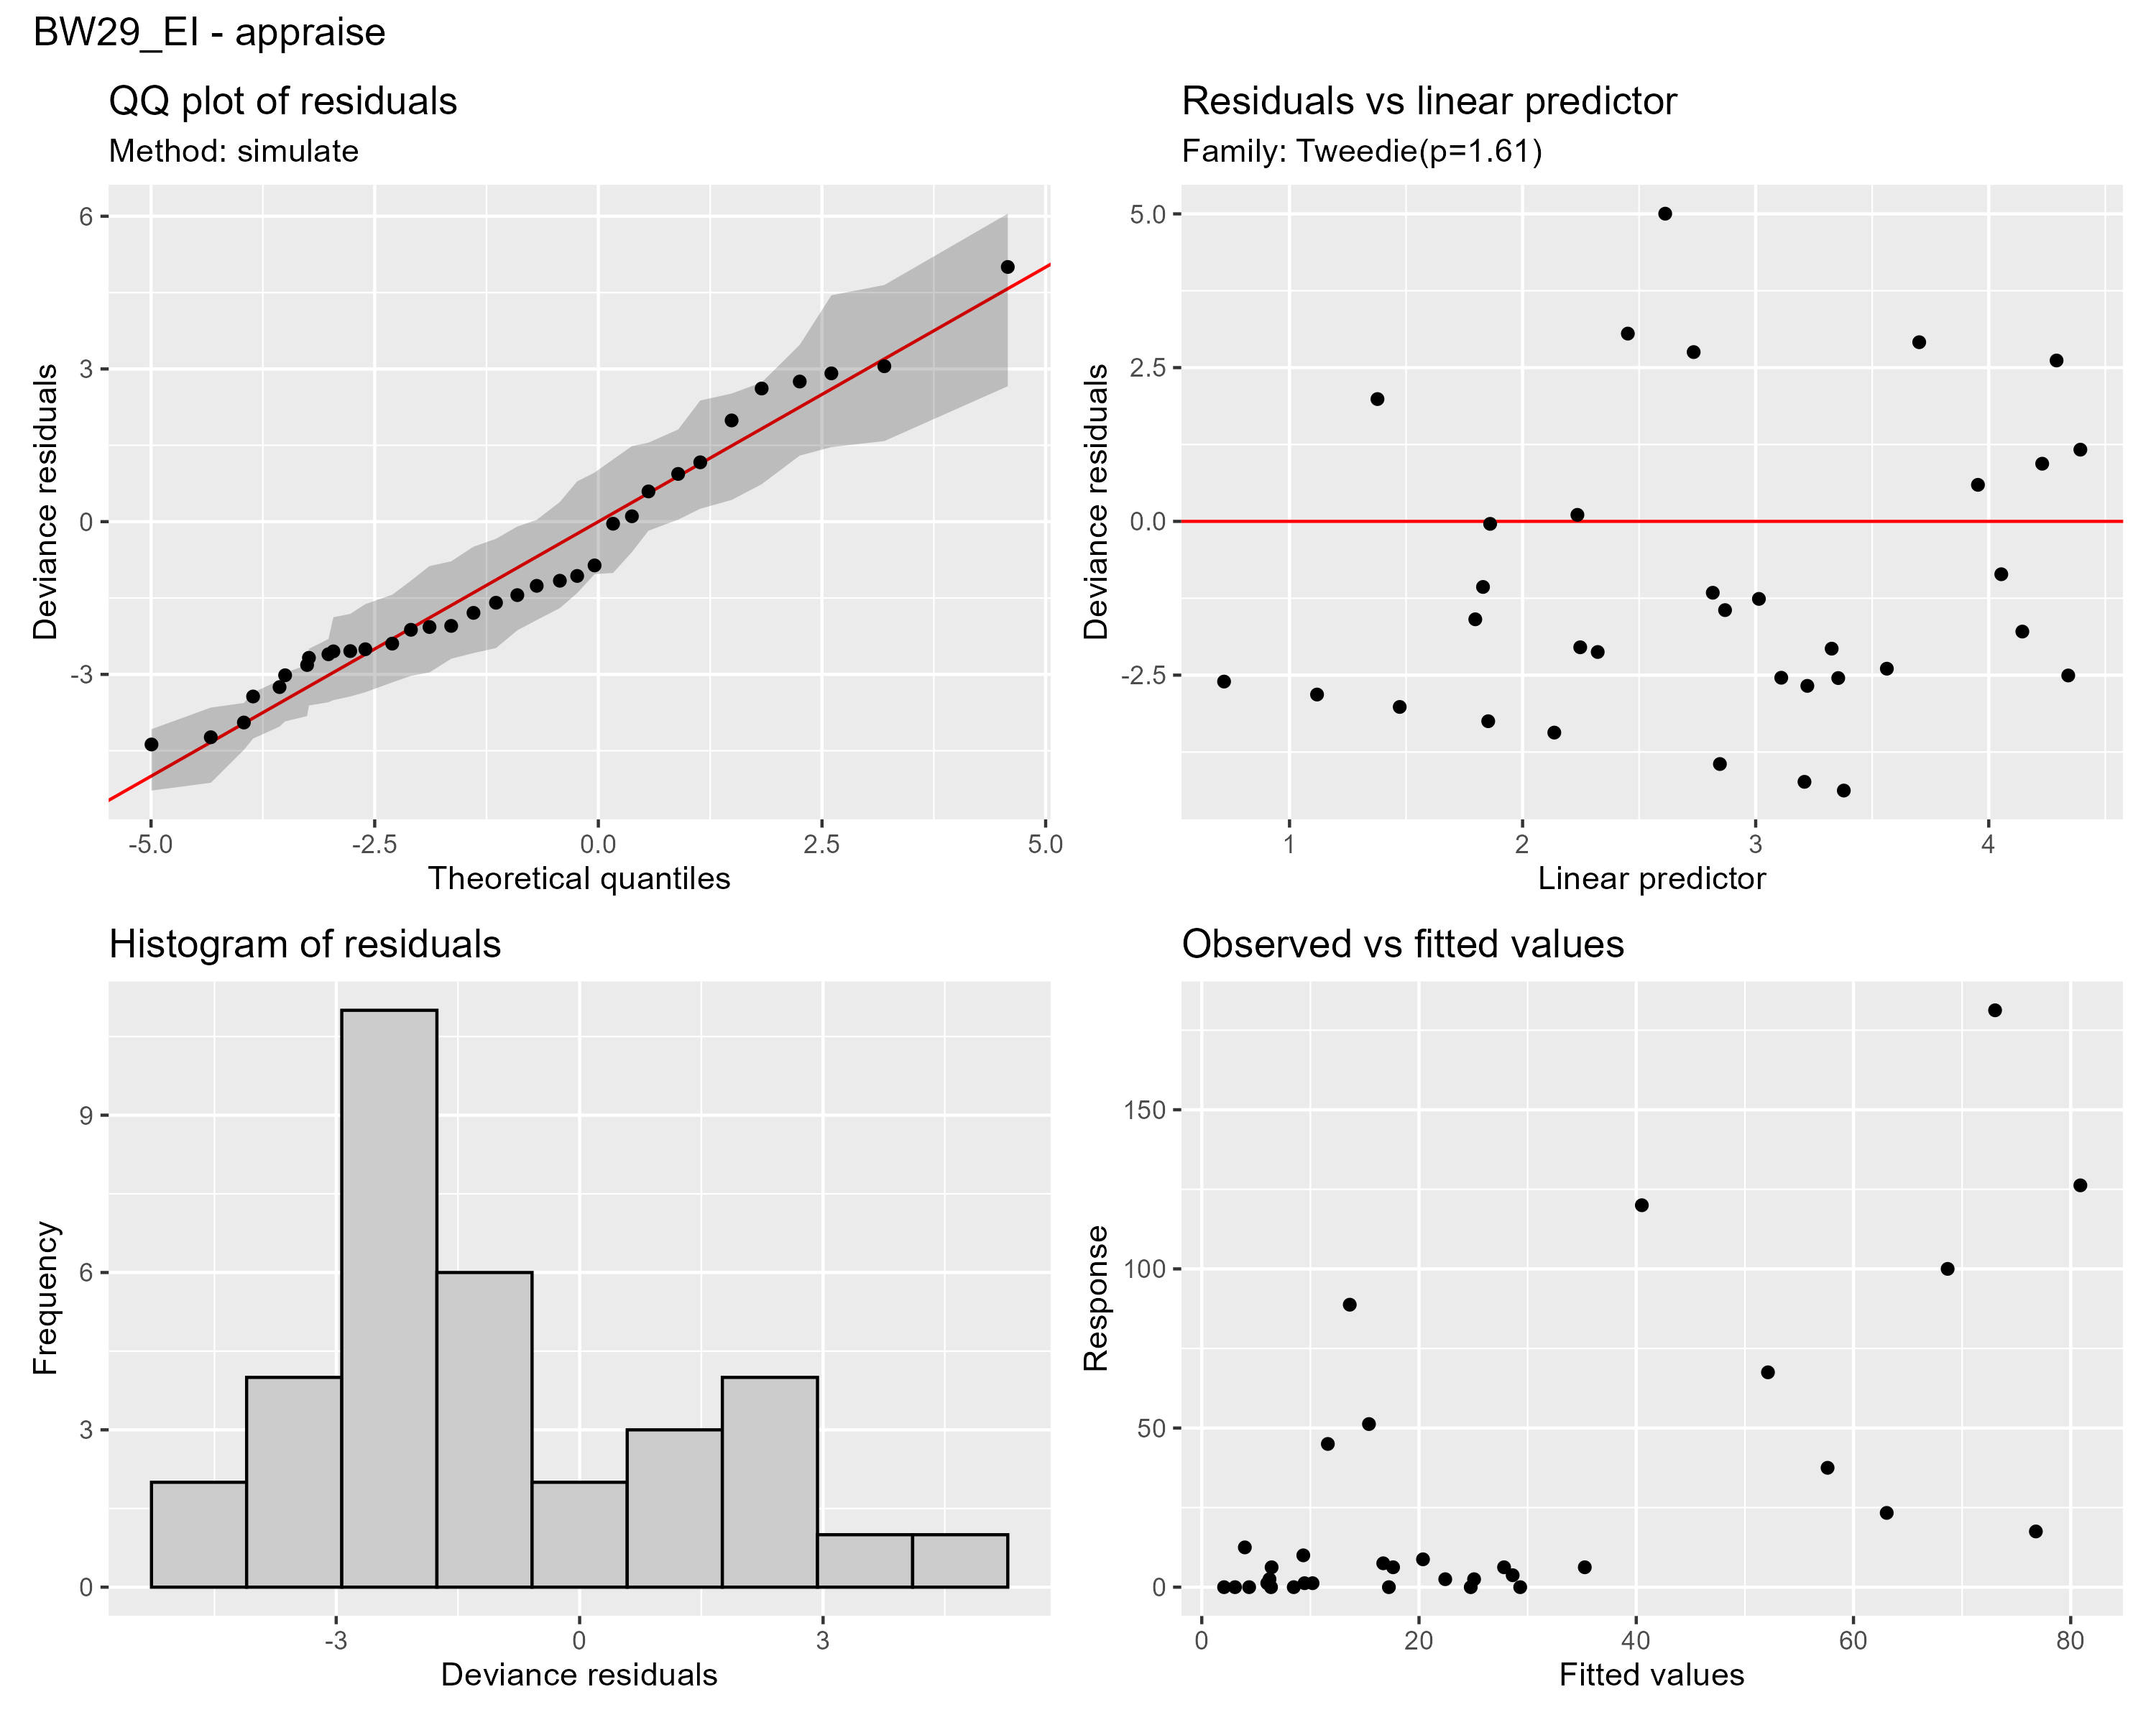 BW29_EI - appraise
QQ plot of residuals
Method: simulate
6
3
0
-3
-5.0
-2.5
0.0
2.5
5.0
Theoretical quantiles
Deviance residuals
Residuals vs linear predictor
Family: Tweedie(p=1.61)
5.0
2.5
0.0
-2.5
1
2
3
4
Linear predictor
Deviance residuals
Histogram of residuals
9
6
3
0
-3
0
3
Deviance residuals
Frequency
Observed vs fitted values
150
100
50
0
0
20
40
60
80
Fitted values
Response